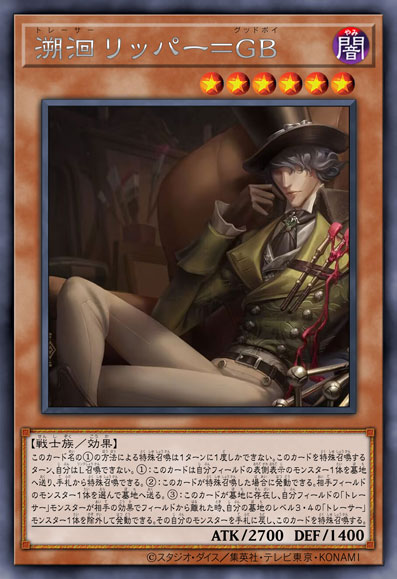 トレーサー グッドボイ
溯洄リッパー＝GB
やみ
闇
【戦士族／効果】
このカード名の①の方法による特殊召喚は1ターンに1度しかできない。このカードを特殊召喚する
ターン、自分はL召喚できない。①：このカードは自分フィールドの表側表示のモンスター1体を墓地
へ送り、手札から特殊召喚できる。②：このカードが特殊召喚した場合に発動できる。相手フィールド
のモンスター1体を選んで墓地へ送る。③：このカードが墓地に存在し、自分フィールドの「トレー
サー」モンスターが相手の効果でフィールドから離れた時、自分の墓地のレベル3・4の「トレーサー」
モンスター1体を除外して発動できる。その自分のモンスターを手札に戻し、このカードを特殊召喚する。
ATK/2700 DEF/1400
©スタジオ・ダイス／集英社・テレビ東京・KONAMI